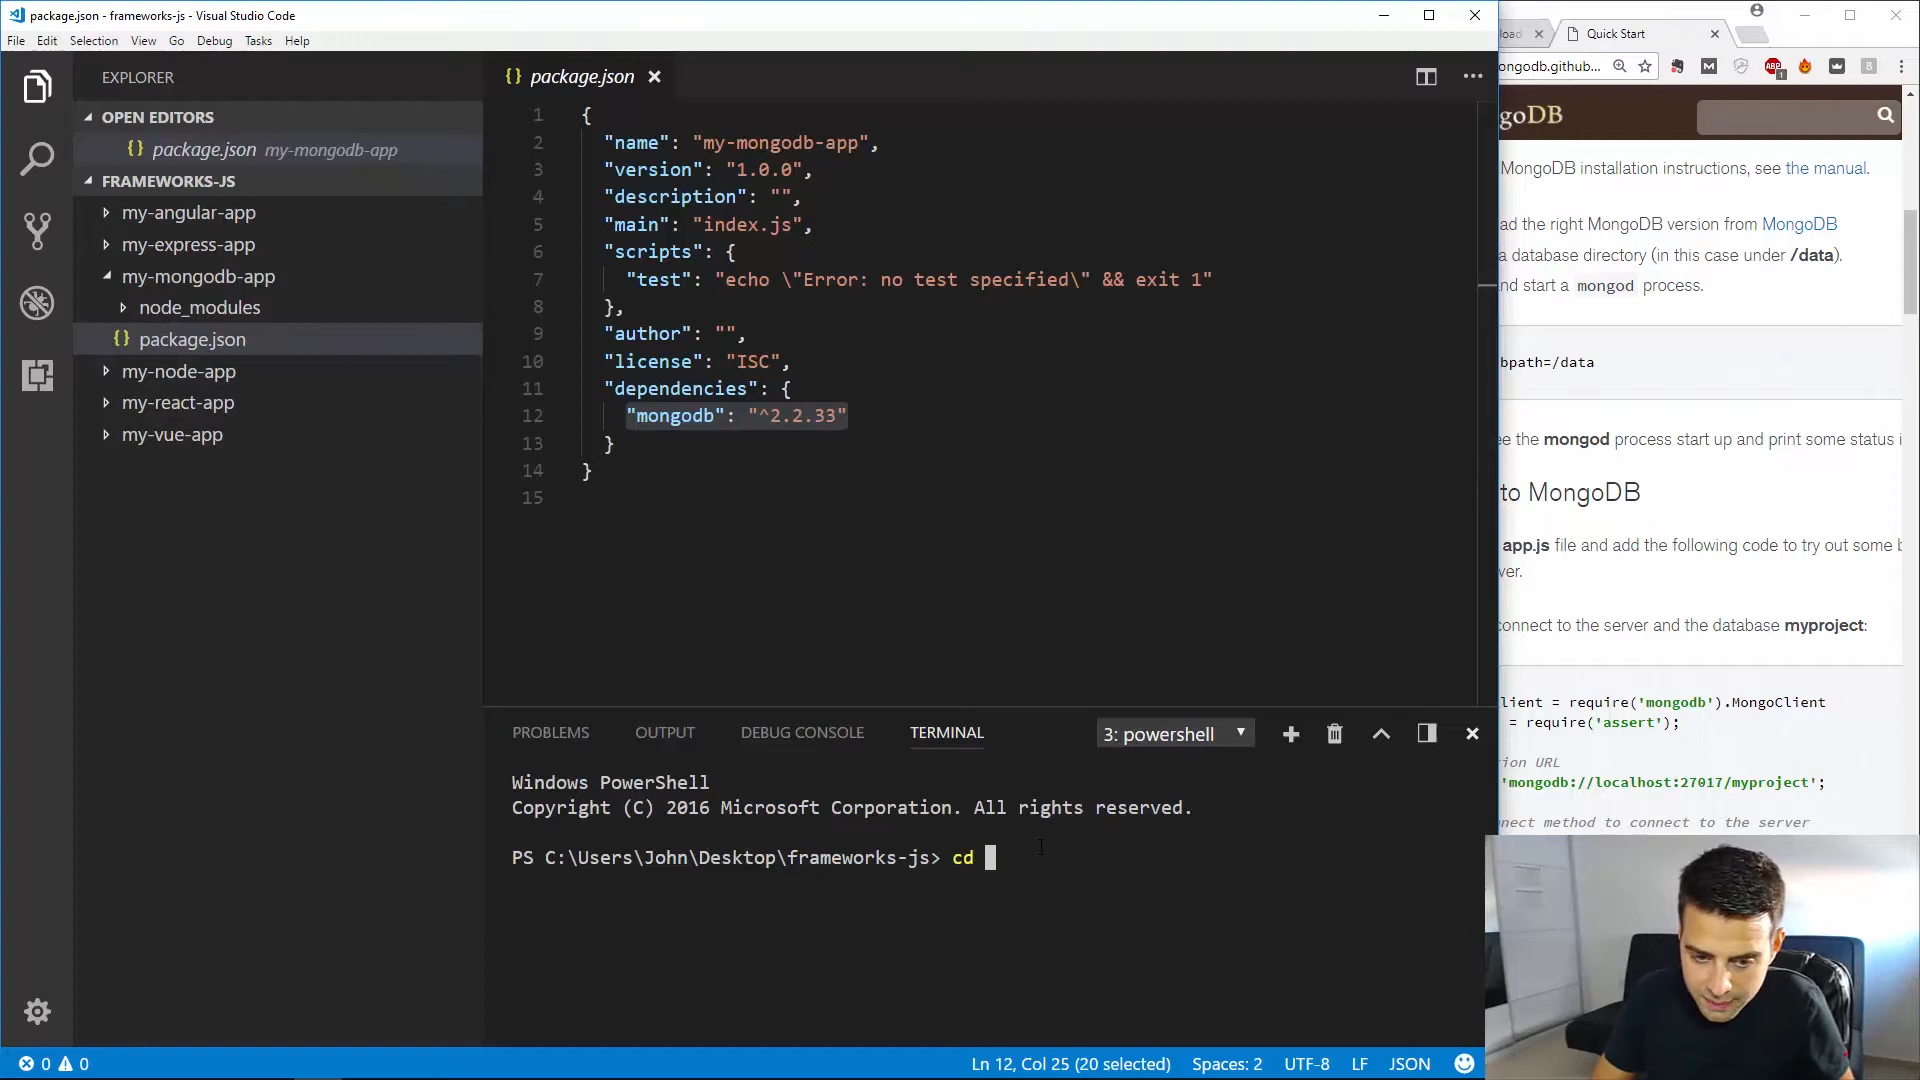 package.json - frameworks-js - Visual Studio Code
File Edit Selection View Go Debug Tasks Help
EXPLORER
OPEN EDITORS
{} package.json my-mongodb-app
FRAMEWORKS-JS
my-angular-app
my-express-app
my-mongodb-app
node_modules
{} package.json
my-node-app
my-react-app
my-vue-app
{} package.json
1 {
2 "name": "my-mongodb-app",
3 "version": "1.0.0",
4 "description": "",
5 "main": "index.js",
6 "scripts": {
7 "test": "echo \"Error: no test specified\" && exit 1"
8 },
9 "author": "",
10 "license": "ISC",
11 "dependencies": {
12 "mongodb": "^2.2.33"
13 }
14 }
15
PROBLEMS OUTPUT DEBUG CONSOLE TERMINAL 3: powershell
Windows PowerShell
Copyright (C) 2016 Microsoft Corporation. All rights reserved.
PS C:\Users\John\Desktop\frameworks-js> cd
0 0 Ln 12, Col 25 (20 selected) Spaces: 2 UTF-8 LF JSON
load Quick Start
ongodb.github... M ABP 1 B
goDB
MongoDB installation instructions, see the manual.
ad the right MongoDB version from MongoDB
a database directory (in this case under /data).
nd start a mongod process.
bpath=/data
ee the mongod process start up and print some status i
to MongoDB
app.js file and add the following code to try out some b
ver.
connect to the server and the database myproject:
lient = require('mongodb').MongoClient
= require('assert');
ion URL
'mongodb://localhost:27017/myproject';
nnect method to connect to the server